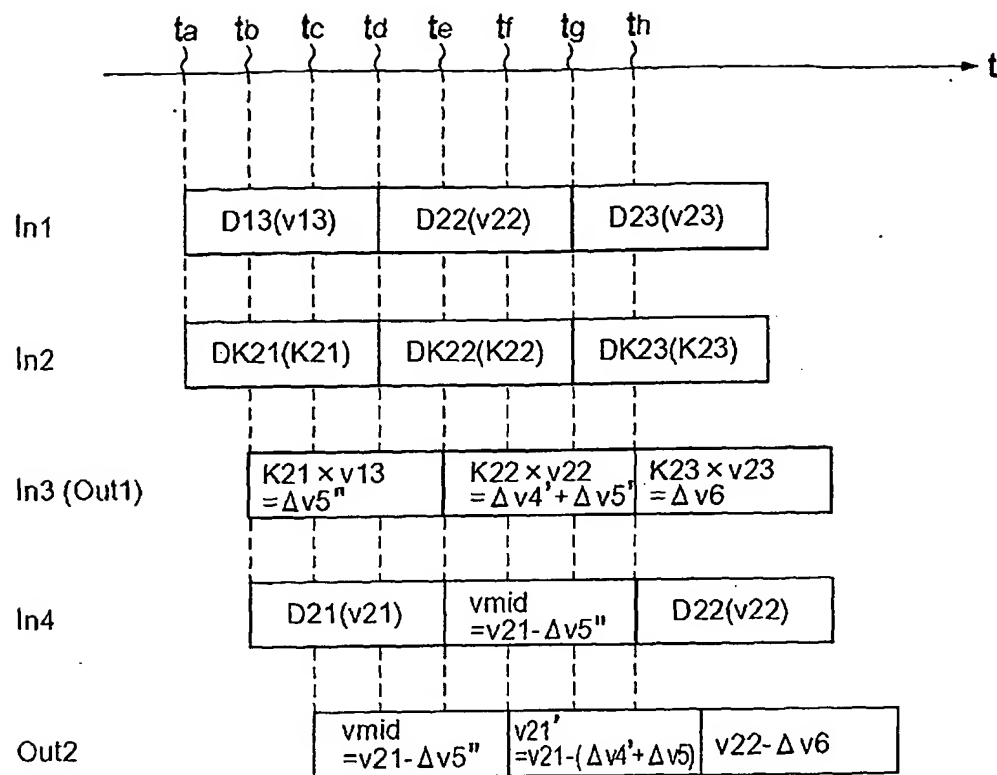 ta tb tc td te tf tg th
t
In1 D13(v13) D22(v22) D23(v23)
In2 DK21(K21) DK22(K22) DK23(K23)
In3 (Out1) K21×v13 K22×v22 K23×v23
=Δv5" =Δv4'+Δv5' =Δv6
In4 D21(v21) vmid D22(v22)
=v21-Δv5"
Out2 vmid v21' v22-Δv6
=v21-Δv5" =v21-(Δv4'+Δv5)